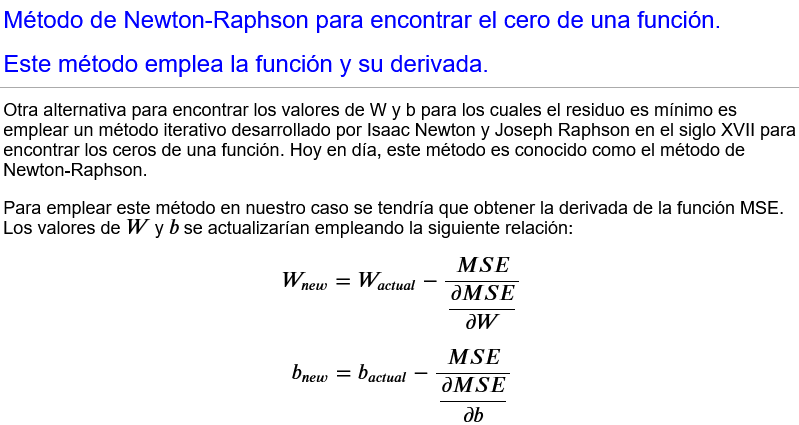 Método de Newton-Raphson para encontrar el cero de una función.
Este método emplea la función y su derivada.
Otra alternativa para encontrar los valores de W y b para los cuales el residuo es mínimo es
emplear un método iterativo desarrollado por Isaac Newton y Joseph Raphson en el siglo XVII para
encontrar los ceros de una función. Hoy en día, este método es conocido como el método de
Newton-Raphson.
Para emplear este método en nuestro caso se tendría que obtener la derivada de la función MSE.
Los valores de W y b se actualizarían empleando la siguiente relación:
W_{new} = W_{actual} - \frac{MSE}{\frac{∂MSE}{∂W}}
b_{new} = b_{actual} - \frac{MSE}{\frac{∂MSE}{∂b}}